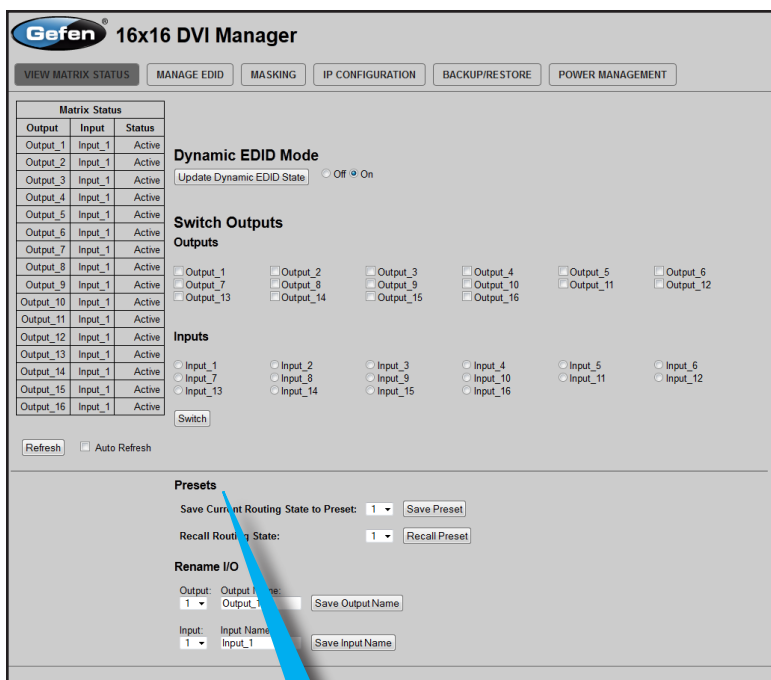 Gefen® 16x16 DVI Manager
VIEW MATRIX STATUS MANAGE EDID MASKING IP CONFIGURATION BACKUP/RESTORE POWER MANAGEMENT
Matrix Status
Output Input Status
Output_1 Input_1 Active
Output_2 Input_1 Active
Output_3 Input_1 Active
Output_4 Input_1 Active
Output_5 Input_1 Active
Output_6 Input_1 Active
Output_7 Input_1 Active
Output_8 Input_1 Active
Output_9 Input_1 Active
Output_10 Input_1 Active
Output_11 Input_1 Active
Output_12 Input_1 Active
Output_13 Input_1 Active
Output_14 Input_1 Active
Output_15 Input_1 Active
Output_16 Input_1 Active
Refresh Auto Refresh
Dynamic EDID Mode
Update Dynamic EDID State Off On
Switch Outputs
Outputs
Output_1 Output_2 Output_3 Output_4 Output_5 Output_6
Output_7 Output_8 Output_9 Output_10 Output_11 Output_12
Output_13 Output_14 Output_15 Output_16
Inputs
Input_1 Input_2 Input_3 Input_4 Input_5 Input_6
Input_7 Input_8 Input_9 Input_10 Input_11 Input_12
Input_13 Input_14 Input_15 Input_16
Switch
Presets
Save Current Routing State to Preset: 1 Save Preset
Recall Routing State: 1 Recall Preset
Rename I/O
Output: Output Name:
1 Output_1 Save Output Name
Input: Input Name
1 Input_1 Save Input Name